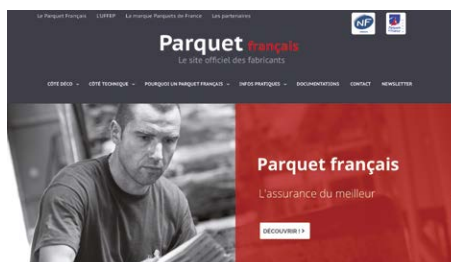 Le Parquet Français L'UFFEP La marque Parquets de France Les partenaires
NF
Parquet français
Le site officiel des fabricants
CÔTÉ DÉCO CÔTÉ TECHNIQUE POURQUOI UN PARQUET FRANÇAIS INFOS PRATIQUES DOCUMENTATIONS CONTACT NEWSLETTER
Parquet français
L'assurance du meilleur
DÉCOUVRIR !